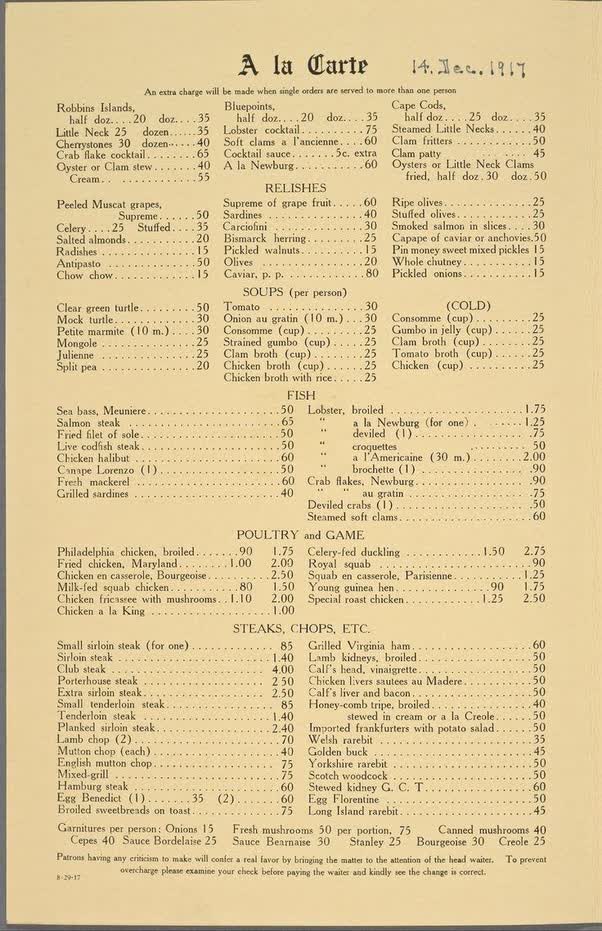 A la Carte 14. Dec. 1917
An extra charge will be made when single orders are served to more than one person
Robbins Islands,
half doz....20 doz....35
Little Neck 25 dozen......35
Cherrystones 30 dozen.....40
Crab flake cocktail........65
Oyster or Clam stew.......40
Cream.. ...............55
Bluepoints,
half doz....20 doz....35
Lobster cocktail..........75
Soft clams a l'ancienne....60
Cocktail sauce.......5c. extra
A la Newburg...........60
Cape Cods,
half doz....25 doz....35
Steamed Little Necks......40
Clam fritters .............50
Clam patty ..... 45
Oysters or Little Neck Clams
fried, half doz.30 doz.50
RELISHES
Peeled Muscat grapes,
Supreme......50
Celery....25 Stuffed....35
Salted almonds...........20
Radishes ................15
Antipasto ...............50
Chow chow..............15
Supreme of grape fruit.....60
Sardines .................40
Carciofini ...............30
Bismarck herring.........25
Pickled walnuts..........15
Olives ..................20
Caviar, p. p. .............80
Ripe olives...............25
Stuffed olives............25
Smoked salmon in slices....30
Capape of caviar or anchovies.50
Pin money sweet mixed pickles 15
Whole chutney............15
Pickled onions............15
SOUPS (per person)
Clear green turtle.........50
Mock turtle..............30
Petite marmite (10 m.)....30
Mongole ................25
Julienne ................25
Split pea ................20
Tomato ................30
Onion au gratin (10 m.)...30
Consomme (cup).........25
Strained gumbo (cup).....25
Clam broth (cup).........25
Chicken broth (cup)......25
Chicken broth with rice.....25
(COLD)
Consomme (cup).........25
Gumbo in jelly (cup)......25
Clam broth (cup).........25
Tomato broth (cup).......25
Chicken (cup) ..........25
FISH
Sea bass, Meuniere.....................50
Salmon steak ........................65
Fried filet of sole......................50
Live codfish steak......................50
Chicken halibut .......................60
Canape Lorenzo (1)...................50
Fresh mackerel .......................60
Grilled sardines .......................40
Lobster, broiled .....................1.75
" a la Newburg (for one) . ......1.25
" deviled (1)................ .75
" croquettes .......... 50
" a l'Americaine (30 m.)........2.00
" brochette (1) ................90
Crab flakes, Newburg...................90
" " au gratin ....................75
Deviled crabs (1).....................50
Steamed soft clams.....................60
POULTRY and GAME
Philadelphia chicken, broiled.......90 1.75
Fried chicken, Maryland........1.00 2.00
Chicken en casserole, Bourgeoise..........2.50
Milk-fed squab chicken...........80 1.50
Chicken fricassee with mushrooms..1.10 2.00
Chicken a la King ...................1.00
Celery-fed duckling ............1.50 2.75
Royal squab .........................90
Squab en casserole, Parisienne...........1.25
Young guinea hen...............90 1.75
Special roast chicken............1.25 2.50
STEAKS, CHOPS, ETC.
Small sirloin steak (for one)............. 85
Sirloin steak ........................1.40
Club steak ........................ 4.00
Porterhouse steak .................. 2 50
Extra sirloin steak....................2.50
Small tenderloin steak................. 85
Tenderloin steak ....................1.40
Planked sirloin steak..................2.40
Lamb chop (2).......................70
Mutton chop (each)....................40
English mutton chop.................. 75
Mixed-grill ..........................75
Hamburg steak .......................60
Egg Benedict (1).......35 (2).......60
Broiled sweetbreads on toast.............75
Grilled Virginia ham....................60
Lamb kidneys, broiled...................50
Calf's head, vinaigrette..................50
Chicken livers sautees au Madere...........50
Calf's liver and bacon...................50
Honey-comb tripe, broiled................40
stewed in cream or a la Creole......50
Imported frankfurters with potato salad......50
Welsh rarebit ........................35
Golden buck .........................45
Yorkshire rarebit .....................50
Scotch woodcock ......................50
Stewed kidney G. C. T..................60
Egg Florentine .......................50
Long Island rarebit.....................45
Garnitures per person: Onions 15 Fresh mushrooms 50 per portion, 75 Canned mushrooms 40
Cepes 40 Sauce Bordelaise 25 Sauce Bearnaise 30 Stanley 25 Bourgeoise 30 Creole 25
Patrons having any criticism to make will confer a real favor by bringing the matter to the attention of the head waiter. To prevent
overcharge please examine your check before paying the waiter and kindly see the change is correct.
8-29-17